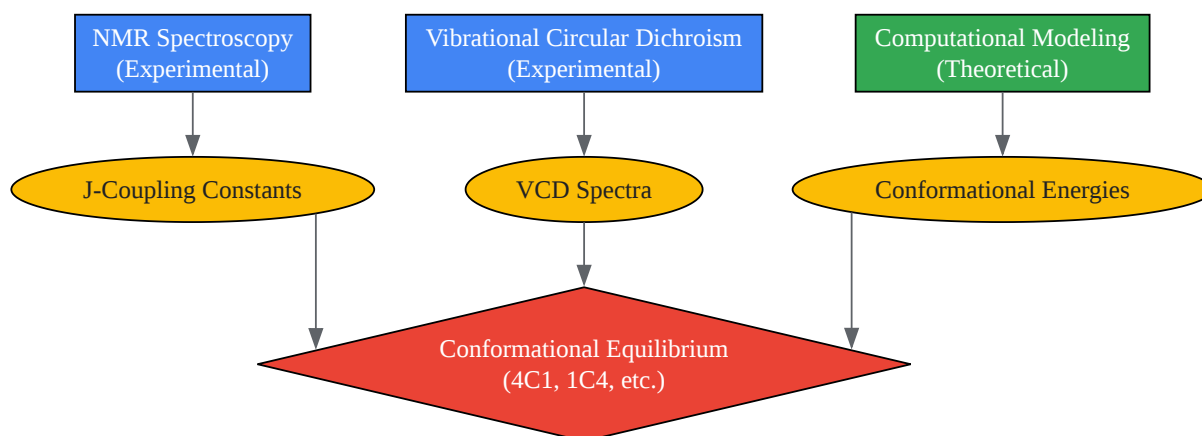 NMR Spectroscopy
(Experimental)
Vibrational Circular Dichroism
(Experimental)
Computational Modeling
(Theoretical)
J-Coupling Constants
VCD Spectra
Conformational Energies
Conformational Equilibrium
(4C1, 1C4, etc.)